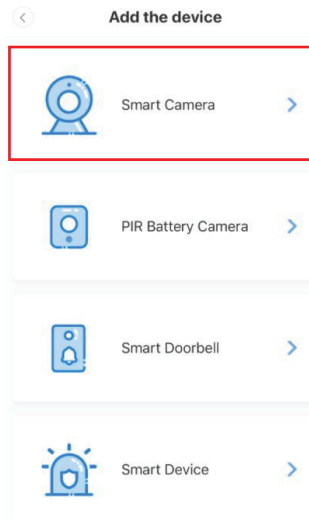 Add the device
Smart Camera
PIR Battery Camera
Smart Doorbell
Smart Device